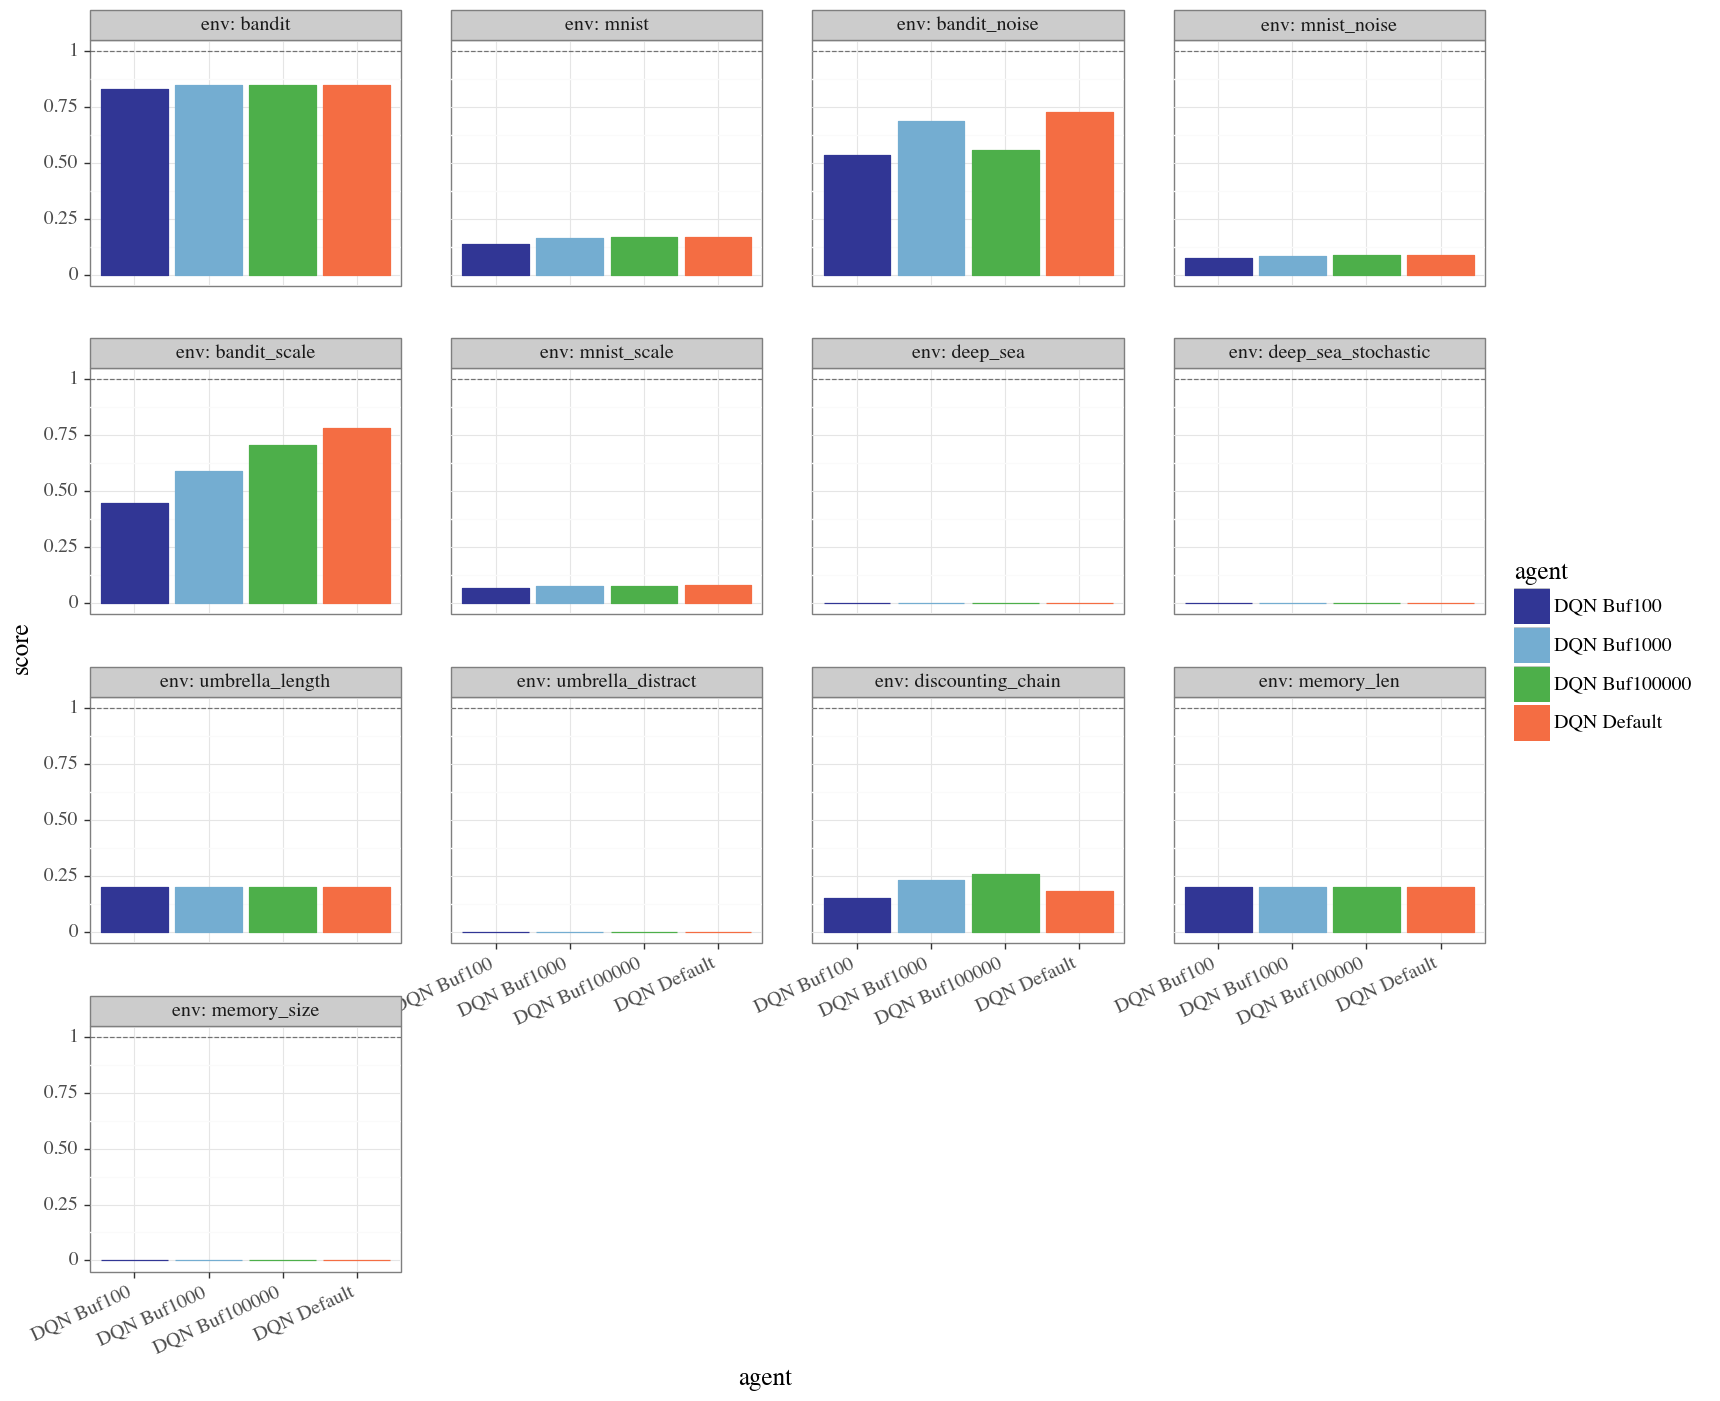 env: bandit
env: mnist
env: bandit_noise
env: mnist_noise
1
0.75
0.50
0.25
0
env: bandit_scale
env: mnist_scale
env: deep_sea
env: deep_sea_stochastic
1
0.75
0.50
0.25
0
score
agent
DQN Buf100
DQN Buf1000
DQN Buf100000
DQN Default
env: umbrella_length
env: umbrella_distract
env: discounting_chain
env: memory_len
1
0.75
0.50
0.25
0
DQN Buf100
DQN Buf1000
DQN Buf100000
DQN Default
DQN Buf100
DQN Buf1000
DQN Buf100000
DQN Default
DQN Buf100
DQN Buf1000
DQN Buf100000
DQN Default
env: memory_size
1
0.75
0.50
0.25
0
DQN Buf100
DQN Buf1000
DQN Buf100000
DQN Default
agent